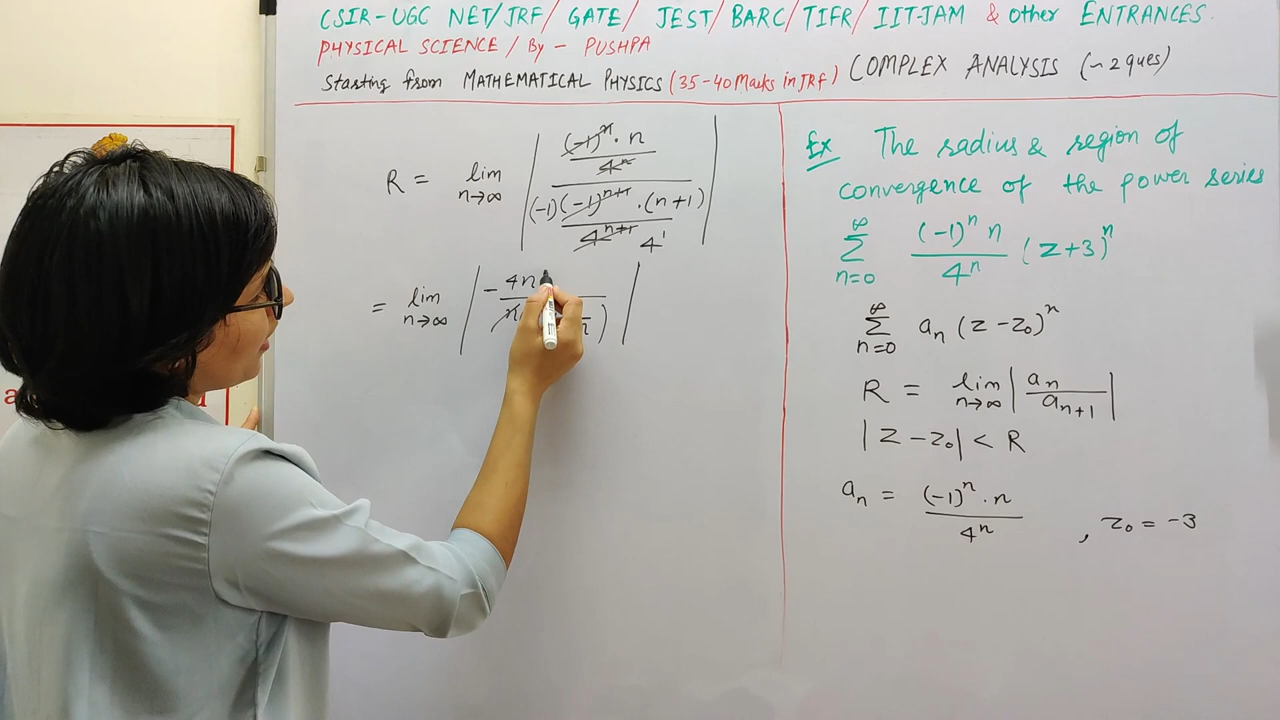 CSIR-UGC NET/JRF/ GATE/ JEST/ BARC/ TIFR/ IIT-JAM & other ENTRANCES.
PHYSICAL SCIENCE / By - PUSHPA
Starting from MATHEMATICAL PHYSICS (35-40 Marks in JRF) COMPLEX ANALYSIS (~2 ques)
R = lim n→∞ | ((-1)^n · n / 4^n) / ((-1)(-1)^{n+1} · (n+1) / 4^{n+1} 4^1) |
= lim n→∞ | - 4n / n n) |
Ex The radius & region of
convergence of the power series
∑_{n=0}^∞ (-1)^n n / 4^n (z+3)^n
∑_{n=0}^∞ a_n (z-z_0)^n
R = lim n→∞ | a_n / a_{n+1} |
|z-z_0| < R
a_n = (-1)^n · n / 4^n , z_0 = -3